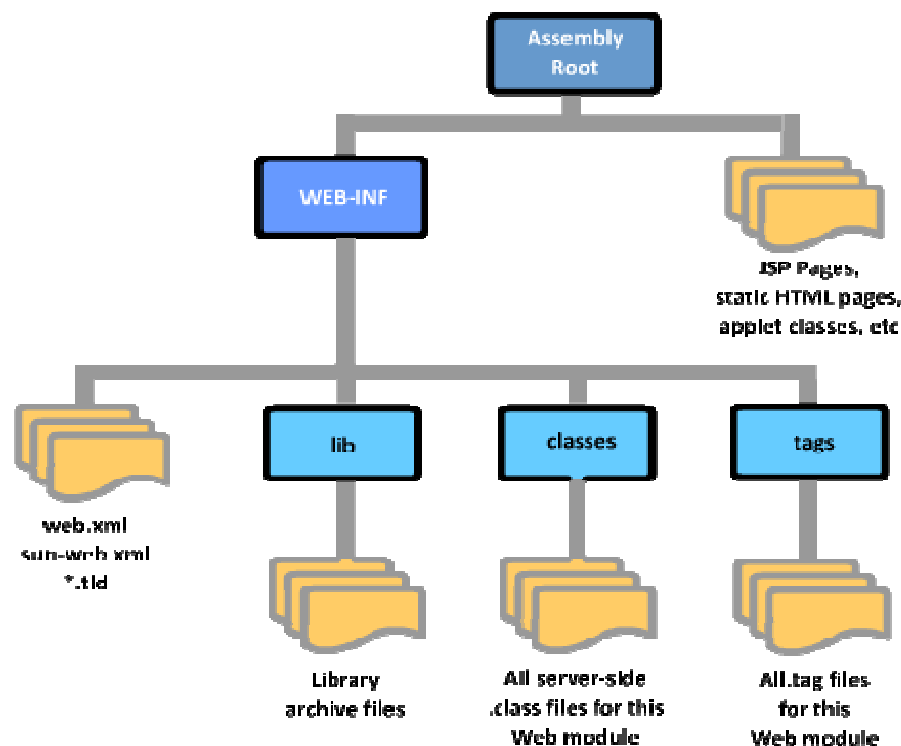 Assembly
Root
WEB-INF
JSP Pages,
static HTML pages,
applet classes, etc
lib
classes
tags
web.xml
sun-web.xml
*.tld
Library
archive files
All server-side
.class files for this
Web module
All.tag files
for this
Web module